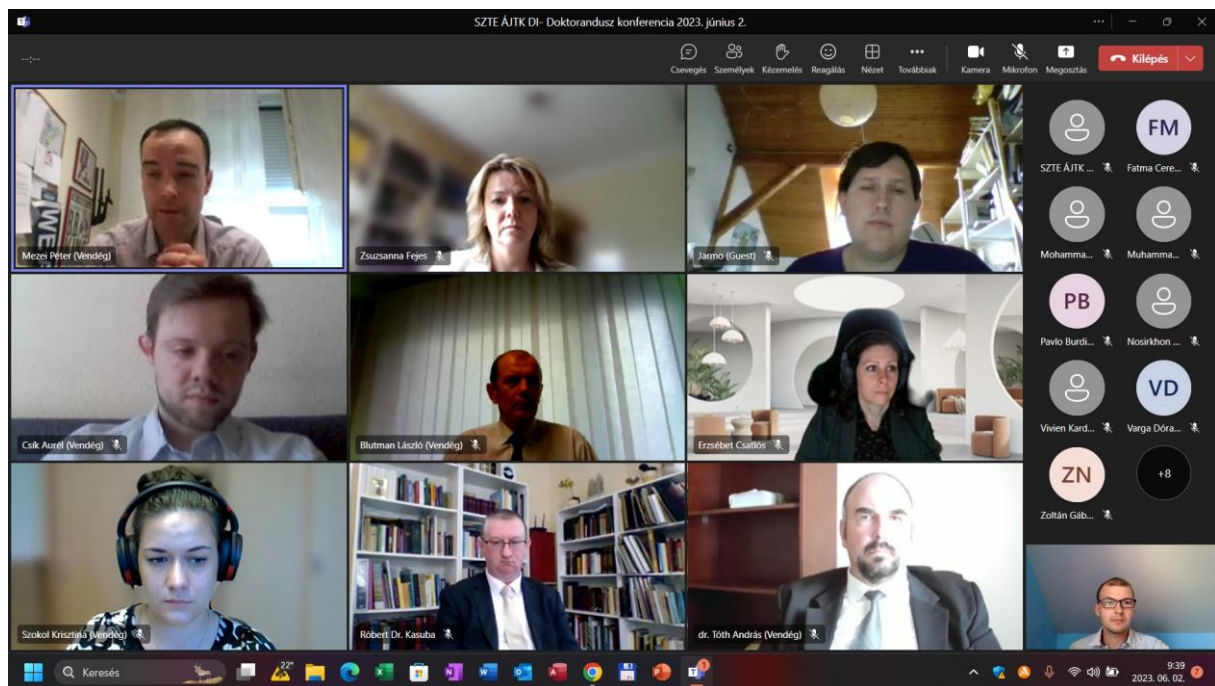 SZTE ÁJTK DI- Doktorandusz konferencia 2023. június 2.
--:--
Csevegés Személyek Kézemelés Reagálás Nézet Továbbiak Kamera Mikrofon Megosztás Kilépés
Mezei Péter (Vendég)
Zsuzsanna Fejes
Jarmo (Guest)
SZTE ÁJTK ...
FM
Fatma Cere...
Mohamma...
Muhamma...
Csík Aurél (Vendég)
Blutman László (Vendég)
Erzsébet Csatlós
PB
Pavlo Burdi...
Nosirkhon ...
Vivien Kard...
VD
Varga Dóra...
Szokol Krisztina (Vendég)
Róbert Dr. Kasuba
dr. Tóth András (Vendég)
ZN
Zoltán Gáb...
+8
Keresés
22°
1
9:39
2023. 06. 02.